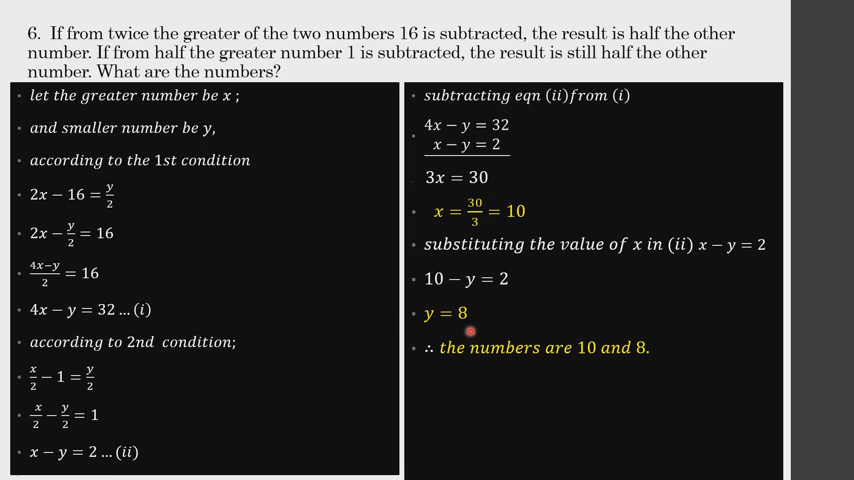 6. If from twice the greater of the two numbers 16 is subtracted, the result is half the other
number. If from half the greater number 1 is subtracted, the result is still half the other
number. What are the numbers?
• let the greater number be x ;
• and smaller number be y,
• according to the 1st condition
• 2x − 16 = y/2
• 2x − y/2 = 16
• (4x−y)/2 = 16
• 4x − y = 32 … (i)
• according to 2nd condition;
• x/2 − 1 = y/2
• x/2 − y/2 = 1
• x − y = 2 … (ii)
• subtracting eqn (ii)from (i)
• 4x − y = 32
x − y = 2
• 3x = 30
• x = 30/3 = 10
• substituting the value of x in (ii) x − y = 2
• 10 − y = 2
• y = 8
• ∴ the numbers are 10 and 8.